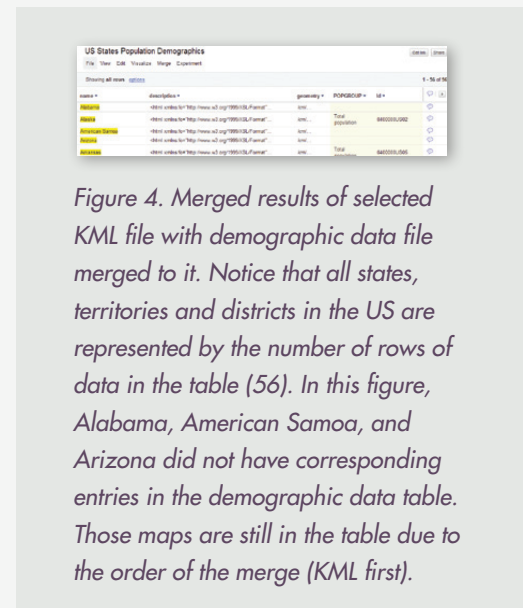 US States Population Demographics
File View Edit Visualize Merge Experiment
Showing all rows options
1 - 56 of 56
name description geometry POPGROUP id
Alabama
Alaska Total population
American Samoa
Arizona
Arkansas Total
Figure 4. Merged results of selected
KML file with demographic data file
merged to it. Notice that all states,
territories and districts in the US are
represented by the number of rows of
data in the table (56). In this figure,
Alabama, American Samoa, and
Arizona did not have corresponding
entries in the demographic data table.
Those maps are still in the table due to
the order of the merge (KML first).